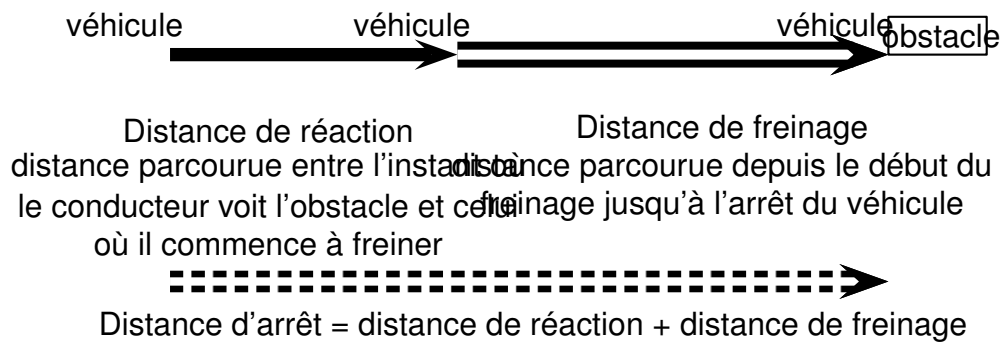 véhicule véhicule véhicule obstacle
Distance de réaction
distance parcourue entre l'instant où
le conducteur voit l'obstacle et celui
où il commence à freiner
Distance de freinage
distance parcourue depuis le début du
freinage jusqu'à l'arrêt du véhicule
Distance d'arrêt = distance de réaction + distance de freinage